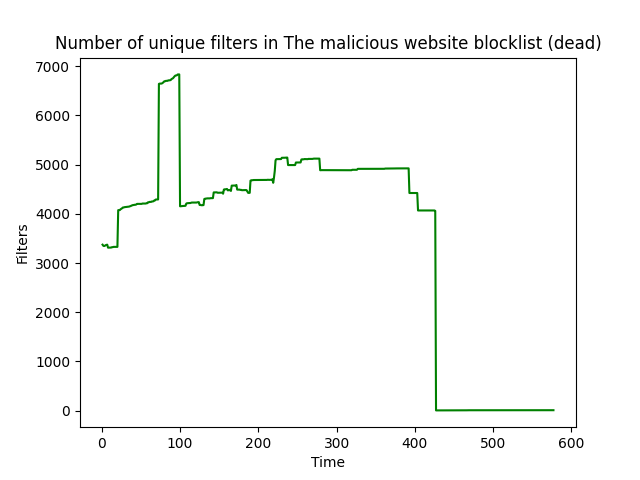 Number of unique filters in The malicious website blocklist (dead)
7000
6000
5000
4000
3000
2000
1000
0
Filters
0 100 200 300 400 500 600
Time